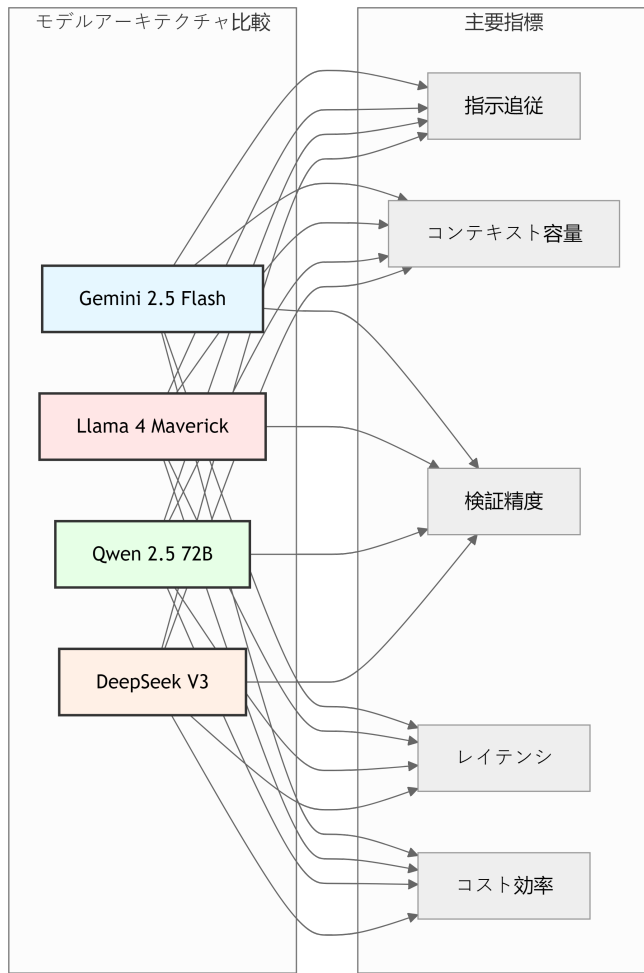 モデルアーキテクチャ比較
Gemini 2.5 Flash
Llama 4 Maverick
Qwen 2.5 72B
DeepSeek V3
主要指標
指示追従
コンテキスト容量
検証精度
レイテンシ
コスト効率